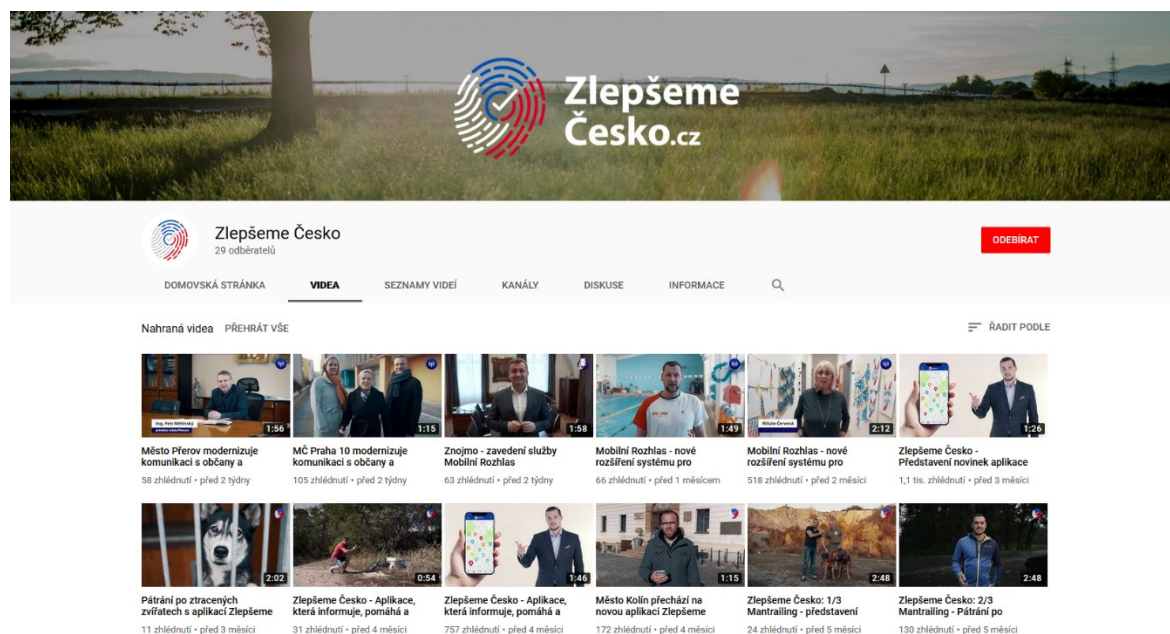 Zlepšeme
Česko.cz
Zlepšeme Česko
29 odběratelů
ODEBÍRAT
DOMOVSKÁ STRÁNKA VIDEA SEZNAMY VIDEÍ KANÁLY DISKUSE INFORMACE
Nahraná videa PŘEHRÁT VŠE ŘADIT PODLE
Ing. Petr Měřínský
1:56 1:15 1:58 1:49 Miluše Červená 2:12 1:26
Město Přerov modernizuje komunikaci s občany a
58 zhlédnutí • před 2 týdny
MČ Praha 10 modernizuje komunikaci s občany a
105 zhlédnutí • před 2 týdny
Znojmo - zavedení služby Mobilní Rozhlas
63 zhlédnutí • před 2 týdny
Mobilní Rozhlas - nové rozšíření systému pro
66 zhlédnutí • před 1 měsícem
Mobilní Rozhlas - nové rozšíření systému pro
518 zhlédnutí • před 2 měsíci
Zlepšeme Česko - Představení novinek aplikace
1,1 tis. zhlédnutí • před 3 měsíci
2:02 0:54 1:46 1:15 2:48 2:48
Pátrání po ztracených zvířatech s aplikací Zlepšeme
11 zhlédnutí • před 3 měsíci
Zlepšeme Česko - Aplikace, která informuje, pomáhá a
31 zhlédnutí • před 4 měsíci
Zlepšeme Česko - Aplikace, která informuje, pomáhá a
757 zhlédnutí • před 4 měsíci
Město Kolín přechází na novou aplikaci Zlepšeme
172 zhlédnutí • před 4 měsíci
Zlepšeme Česko: 1/3 Mantrailing - představení
24 zhlédnutí • před 5 měsíci
Zlepšeme Česko: 2/3 Mantrailing - Pátrání po
130 zhlédnutí • před 5 měsíci